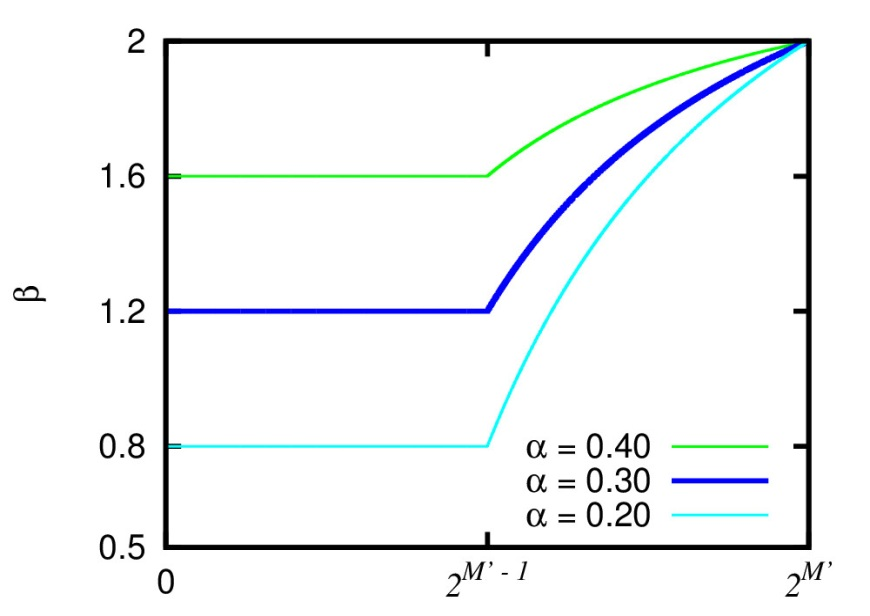 2
1.6
1.2
0.8
0.5
β
α = 0.40
α = 0.30
α = 0.20
0
2^{M' - 1}
2^{M'}